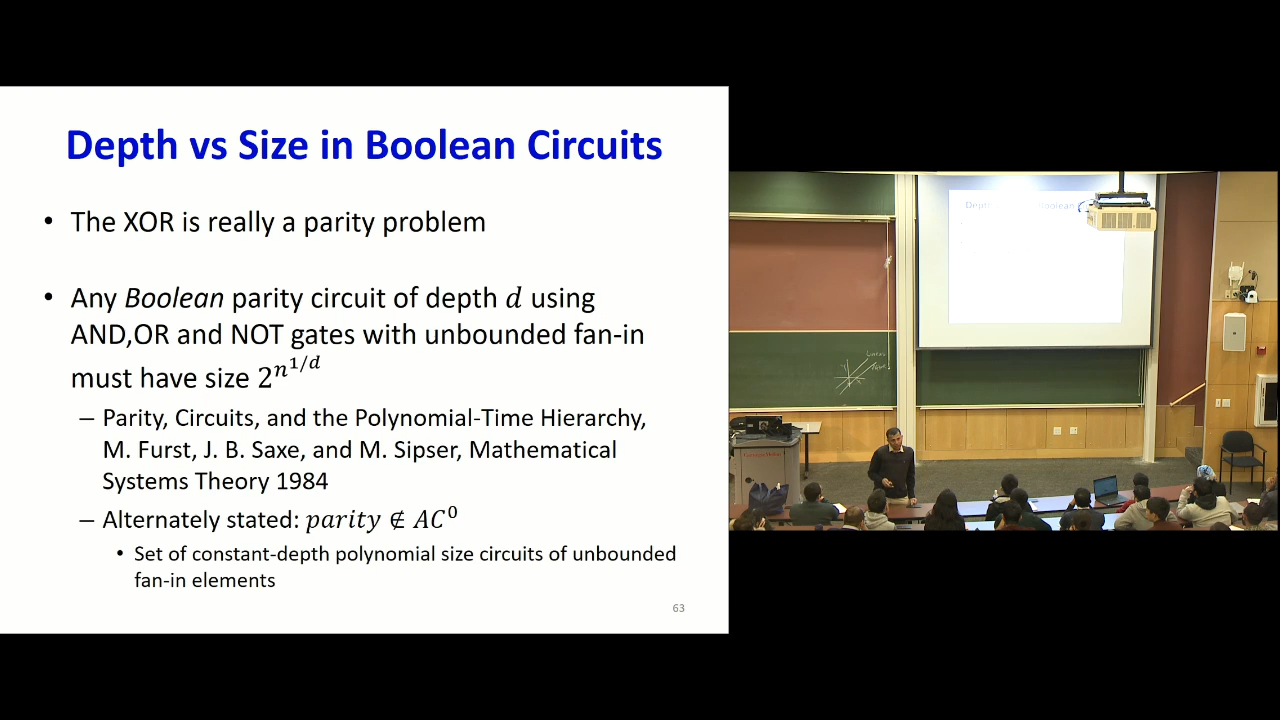 Depth vs Size in Boolean Circuits
• The XOR is really a parity problem
• Any Boolean parity circuit of depth 𝑑 using
AND,OR and NOT gates with unbounded fan-in
must have size 2^{n^{1/d}}
– Parity, Circuits, and the Polynomial-Time Hierarchy,
M. Furst, J. B. Saxe, and M. Sipser, Mathematical
Systems Theory 1984
– Alternately stated: 𝑝𝑎𝑟𝑖𝑡𝑦 ∉ 𝐴𝐶⁰
• Set of constant-depth polynomial size circuits of unbounded
fan-in elements
63
Boolean